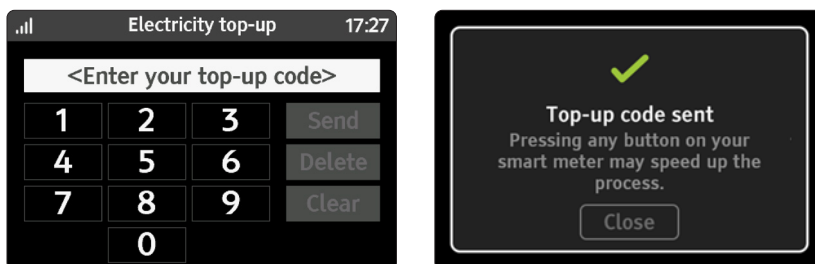 Electricity top-up 17:27
<Enter your top-up code>
1 2 3 Send
4 5 6 Delete
7 8 9 Clear
0
Top-up code sent
Pressing any button on your
smart meter may speed up the
process.
Close